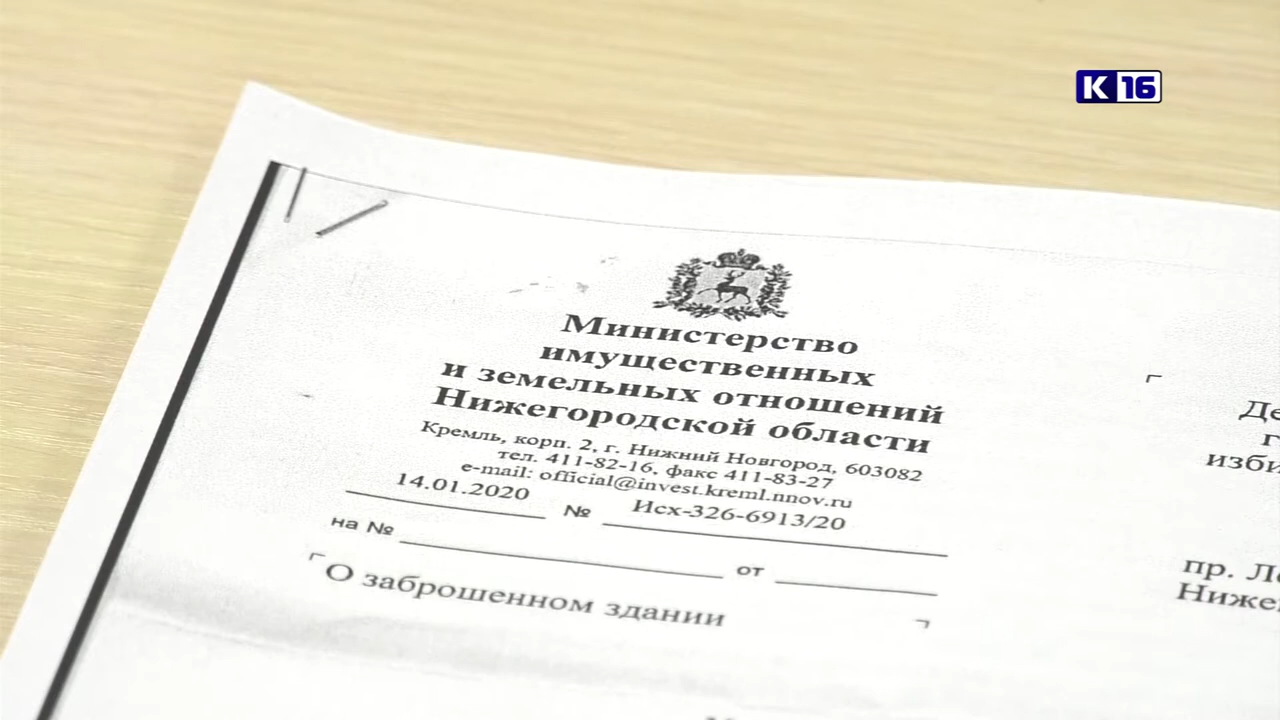 К 16
Министерство
имущественных
и земельных отношений
Нижегородской области
Кремль, корп. 2, г. Нижний Новгород, 603082
тел. 411-82-16, факс 411-83-27
e-mail: official@invest.kreml.nnov.ru
14.01.2020 № Исх-326-6913/20
на № от
О заброшенном здании
пр. Ле
Нижег